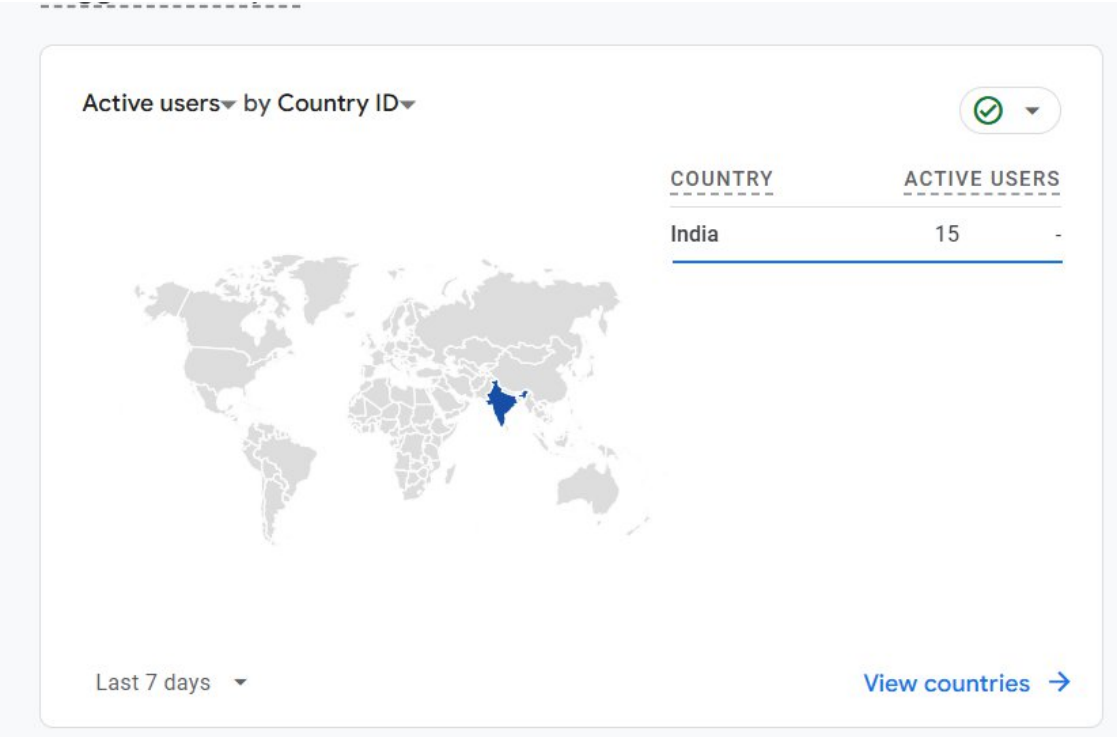 Active users by Country ID
COUNTRY ACTIVE USERS
India 15 -
Last 7 days
View countries